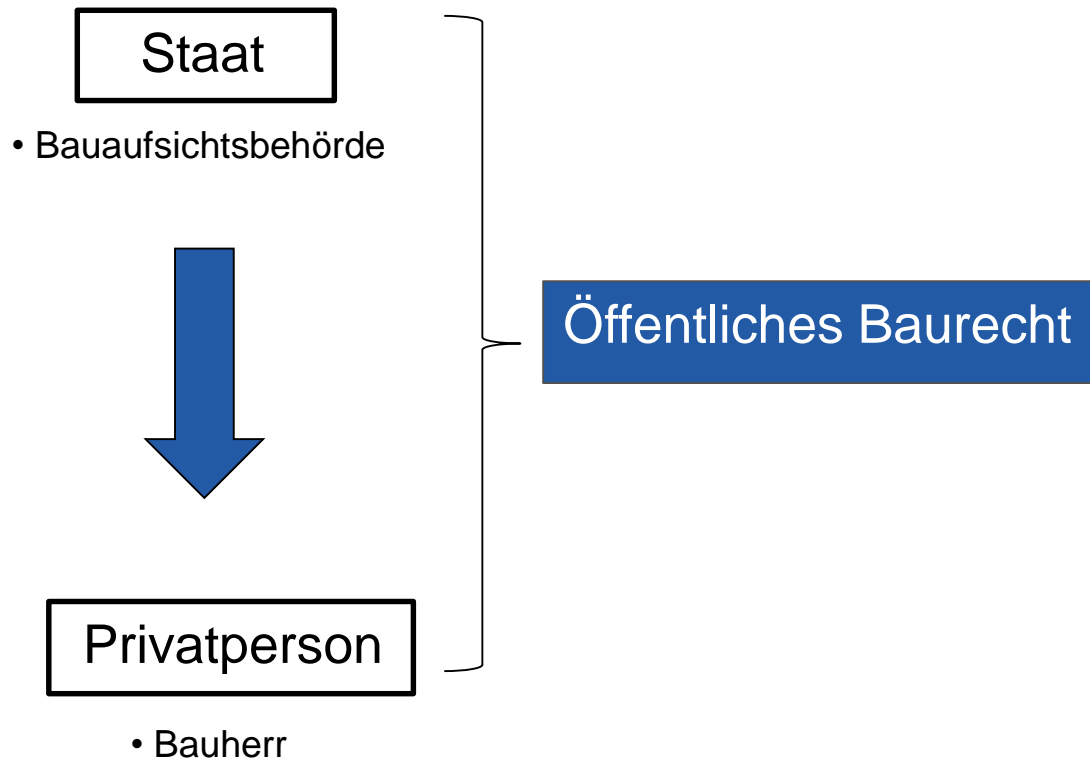 Staat
• Bauaufsichtsbehörde
Öffentliches Baurecht
Privatperson
• Bauherr